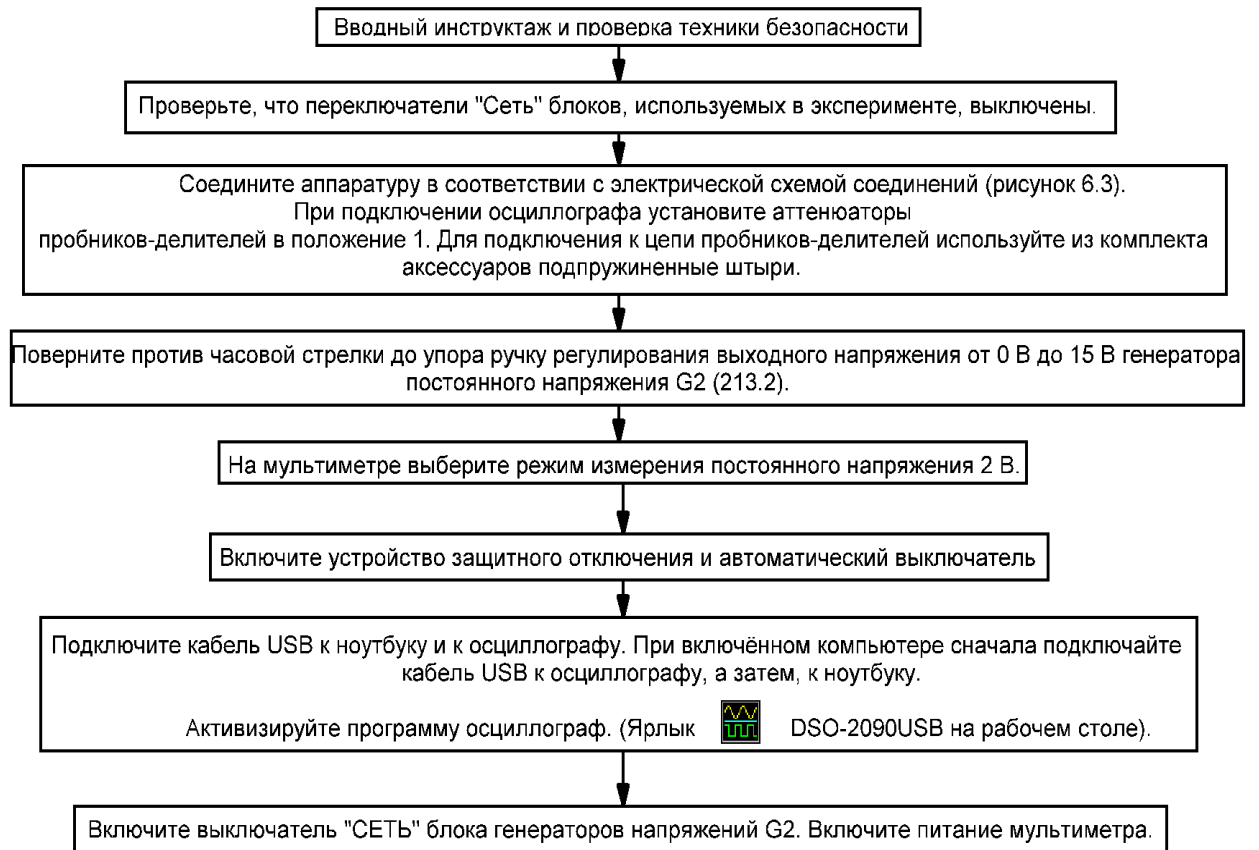 Вводный инструктаж и проверка техники безопасности
Проверьте, что переключатели "Сеть" блоков, используемых в эксперименте, выключены.
Соедините аппаратуру в соответствии с электрической схемой соединений (рисунок 6.3).
При подключении осциллографа установите аттенюаторы
пробников-делителей в положение 1. Для подключения к цепи пробников-делителей используйте из комплекта
аксессуаров подпружиненные штыри.
Поверните против часовой стрелки до упора ручку регулирования выходного напряжения от 0 В до 15 В генератора
постоянного напряжения G2 (213.2).
На мультиметре выберите режим измерения постоянного напряжения 2 В.
Включите устройство защитного отключения и автоматический выключатель
Подключите кабель USB к ноутбуку и к осциллографу. При включённом компьютере сначала подключайте
кабель USB к осциллографу, а затем, к ноутбуку.
Активизируйте программу осциллограф. (Ярлык DSO-2090USB на рабочем столе).
Включите выключатель "СЕТЬ" блока генераторов напряжений G2. Включите питание мультиметра.